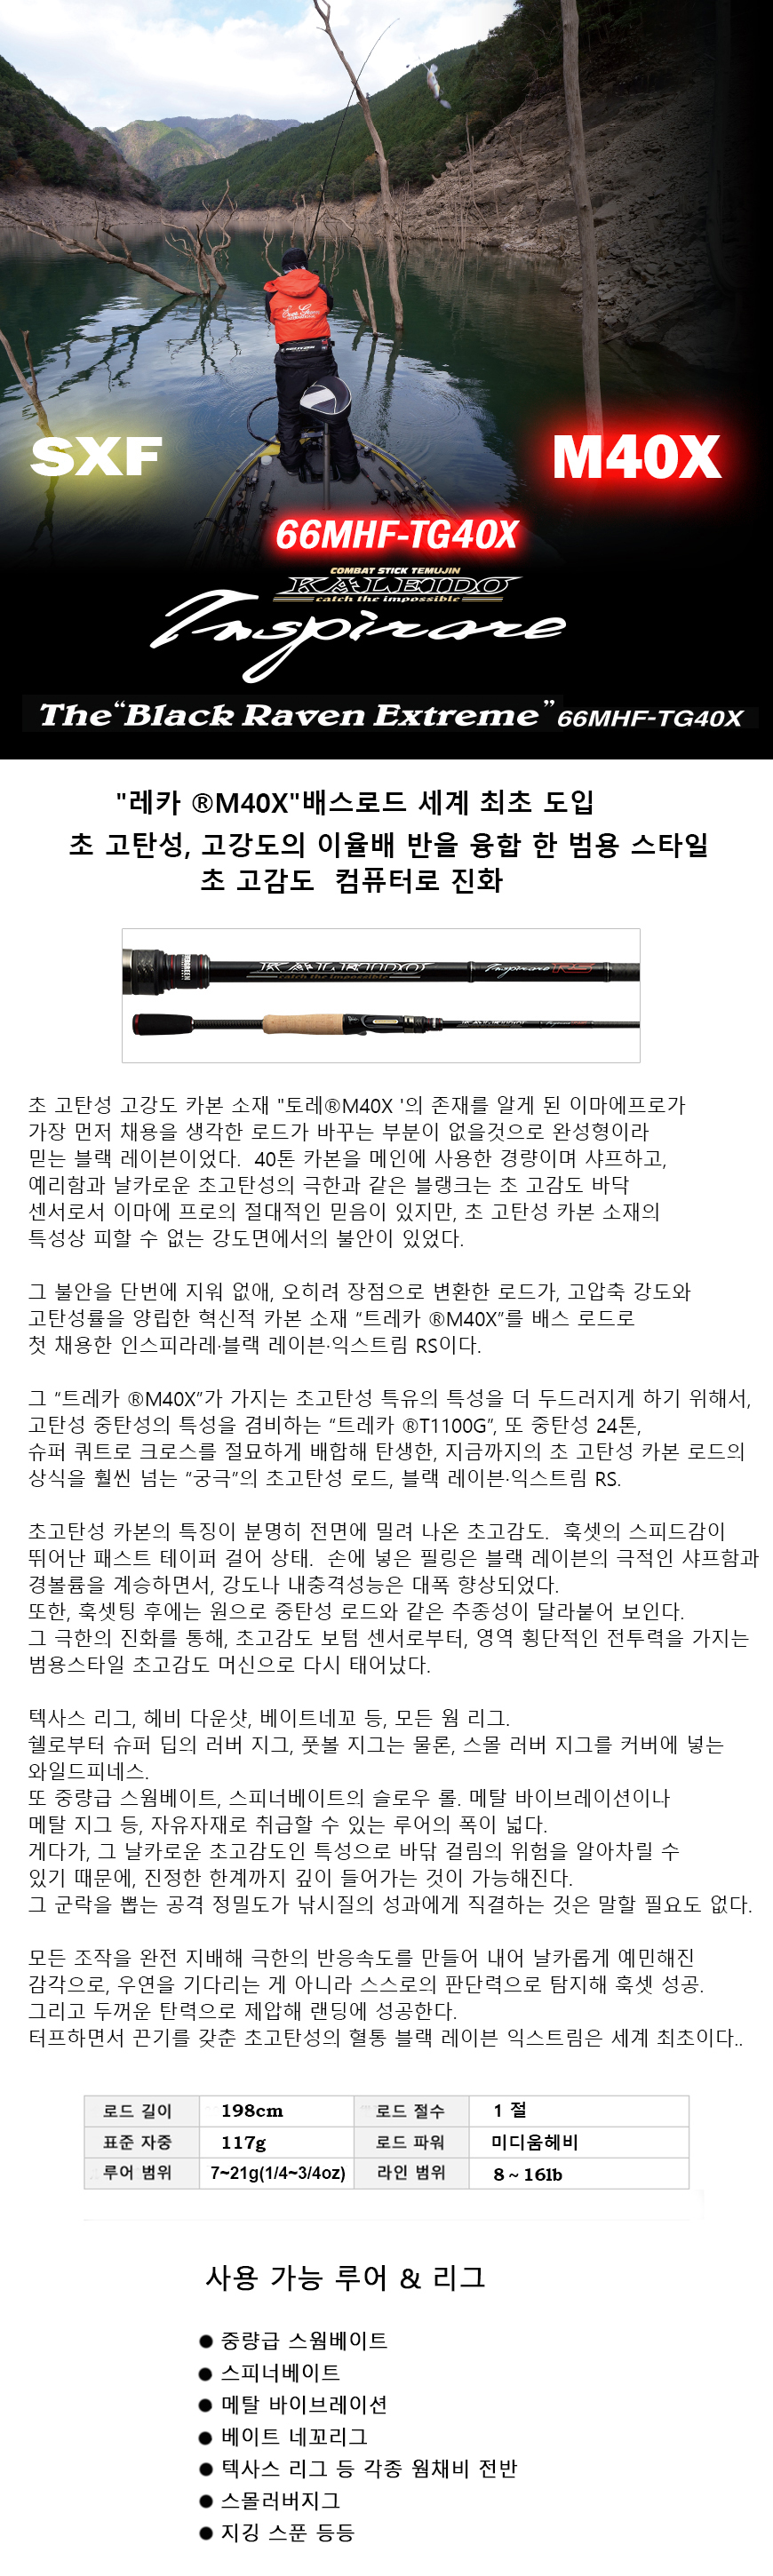 SXF
M40X
66MHF-TG40X
COMBAT STICK TEMUJIN
KALEIDO
catch the impossible
Inspirare
The “Black Raven Extreme” 66MHF-TG40X
"레카 ®M40X"배스로드 세계 최초 도입
초 고탄성, 고강도의 이율배 반을 융합 한 범용 스타일
초 고감도 컴퓨터로 진화
KALEIDO Inspirare RS
catch the impossible
초 고탄성 고강도 카본 소재 "토레®M40X '의 존재를 알게 된 이마에프로가
가장 먼저 채용을 생각한 로드가 바꾸는 부분이 없을것으로 완성형이라
믿는 블랙 레이븐이었다. 40톤 카본을 메인에 사용한 경량이며 샤프하고,
예리함과 날카로운 초고탄성의 극한과 같은 블랭크는 초 고감도 바닥
센서로서 이마에 프로의 절대적인 믿음이 있지만, 초 고탄성 카본 소재의
특성상 피할 수 없는 강도면에서의 불안이 있었다.
그 불안을 단번에 지워 없애, 오히려 장점으로 변환한 로드가, 고압축 강도와
고탄성률을 양립한 혁신적 카본 소재 “트레카 ®M40X”를 배스 로드로
첫 채용한 인스피라레·블랙 레이븐·익스트림 RS이다.
그 “트레카 ®M40X”가 가지는 초고탄성 특유의 특성을 더 두드러지게 하기 위해서,
고탄성 중탄성의 특성을 겸비하는 “트레카 ®T1100G”, 또 중탄성 24톤,
슈퍼 쿼트로 크로스를 절묘하게 배합해 탄생한, 지금까지의 초 고탄성 카본 로드의
상식을 훨씬 넘는 “궁극”의 초고탄성 로드, 블랙 레이븐·익스트림 RS.
초고탄성 카본의 특징이 분명히 전면에 밀려 나온 초고감도. 훅셋의 스피드감이
뛰어난 패스트 테이퍼 걸어 상태. 손에 넣은 필링은 블랙 레이븐의 극적인 샤프함과
경볼륨을 계승하면서, 강도나 내충격성능은 대폭 향상되었다.
또한, 훅셋팅 후에는 원으로 중탄성 로드와 같은 추종성이 달라붙어 보인다.
그 극한의 진화를 통해, 초고감도 보텀 센서로부터, 영역 횡단적인 전투력을 가지는
범용스타일 초고감도 머신으로 다시 태어났다.
텍사스 리그, 헤비 다운샷, 베이트네꼬 등, 모든 웜 리그.
쉘로부터 슈퍼 딥의 러버 지그, 풋볼 지그는 물론, 스몰 러버 지그를 커버에 넣는
와일드피네스.
또 중량급 스윔베이트, 스피너베이트의 슬로우 롤. 메탈 바이브레이션이나
메탈 지그 등, 자유자재로 취급할 수 있는 루어의 폭이 넓다.
게다가, 그 날카로운 초고감도인 특성으로 바닦 걸림의 위험을 알아차릴 수
있기 때문에, 진정한 한계까지 깊이 들어가는 것이 가능해진다.
그 군락을 뽑는 공격 정밀도가 낚시질의 성과에게 직결하는 것은 말할 필요도 없다.
모든 조작을 완전 지배해 극한의 반응속도를 만들어 내어 날카롭게 예민해진
감각으로, 우연을 기다리는 게 아니라 스스로의 판단력으로 탐지해 훅셋 성공.
그리고 두꺼운 탄력으로 제압해 랜딩에 성공한다.
터프하면서 끈기를 갖춘 초고탄성의 혈통 블랙 레이븐 익스트림은 세계 최초이다..
로드 길이 198cm 로드 절수 1 절
표준 자중 117g 로드 파워 미디움헤비
루어 범위 7~21g(1/4~3/4oz) 라인 범위 8 ~ 16lb
사용 가능 루어 & 리그
● 중량급 스윔베이트
● 스피너베이트
● 메탈 바이브레이션
● 베이트 네꼬리그
● 텍사스 리그 등 각종 웜채비 전반
● 스몰러버지그
● 지깅 스푼 등등